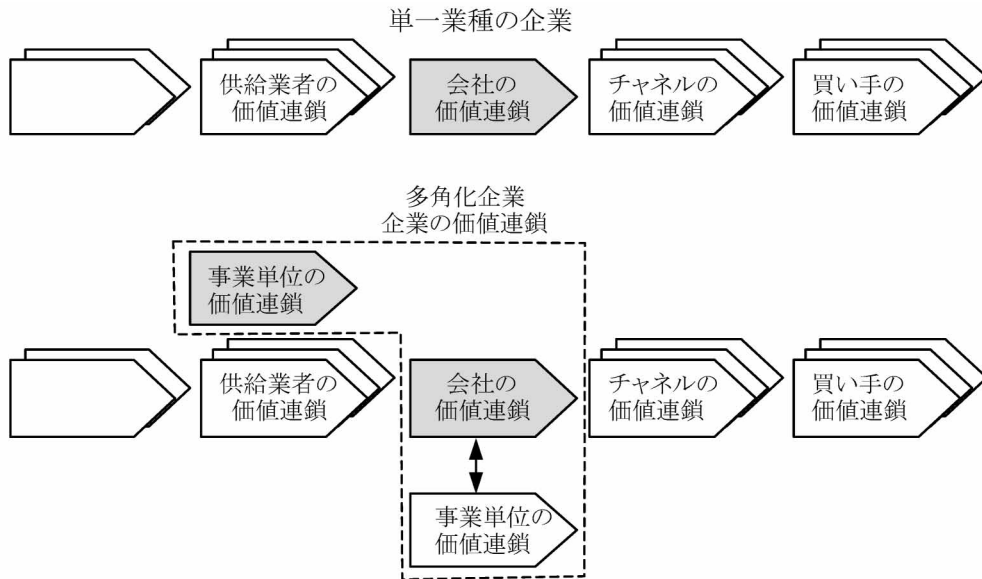 単一業種の企業
供給業者の
価値連鎖
会社の
価値連鎖
チャネルの
価値連鎖
買い手の
価値連鎖
多角化企業
企業の価値連鎖
事業単位の
価値連鎖
供給業者の
価値連鎖
会社の
価値連鎖
チャネルの
価値連鎖
買い手の
価値連鎖
事業単位の
価値連鎖